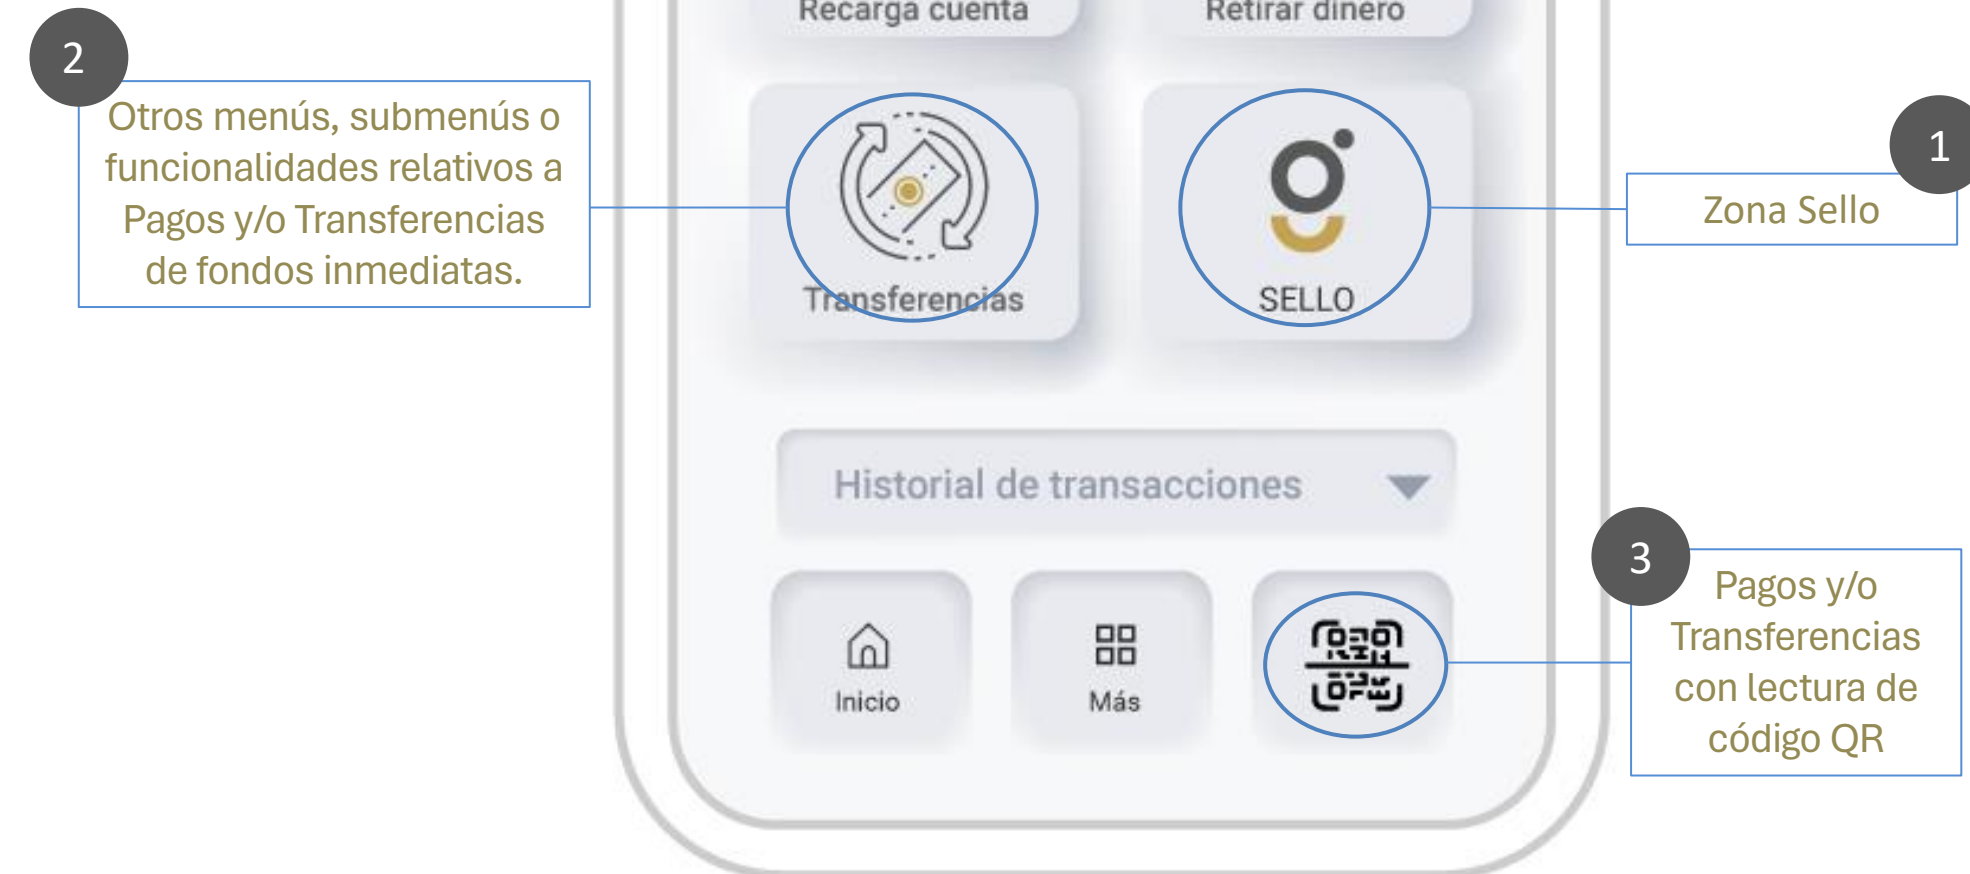 Recarga cuenta
Retirar dinero
2
Otros menús, submenús o
funcionalidades relativos a
Pagos y/o Transferencias
de fondos inmediatas.
Transferencias
SELLO
1
Zona Sello
Historial de transacciones
3
Pagos y/o
Transferencias
con lectura de
código QR
Inicio
Más